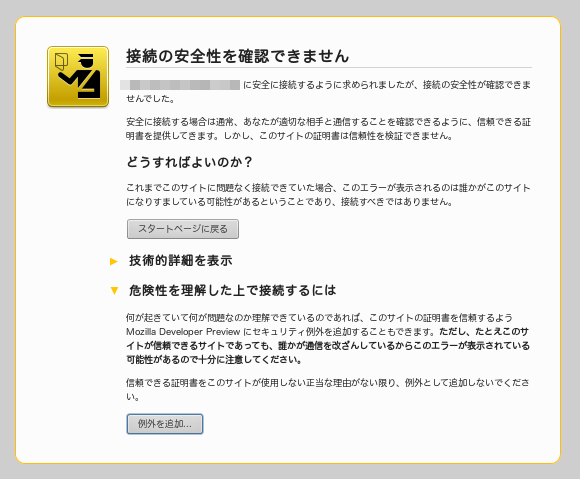 接続の安全性を確認できません
に安全に接続するように求められましたが、接続の安全性が確認できま
せんでした。
安全に接続する場合は通常、あなたが適切な相手と通信することを確認できるように、信頼できる証
明書を提供してきます。しかし、このサイトの証明書は信頼性を検証できません。
どうすればよいのか？
これまでこのサイトに問題なく接続できていた場合、このエラーが表示されるのは誰かがこのサイト
になりすましている可能性があるということであり、接続すべきではありません。
スタートページに戻る
技術的詳細を表示
危険性を理解した上で接続するには
何が起きていて何が問題なのか理解できているのであれば、このサイトの証明書を信頼するよう
Mozilla Developer Preview にセキュリティ例外を追加することもできます。ただし、たとえこのサ
イトが信頼できるサイトであっても、誰かが通信を改ざんしているからこのエラーが表示されている
可能性があるので十分に注意してください。
信頼できる証明書をこのサイトが使用しない正当な理由がない限り、例外として追加しないでくださ
い。
例外を追加...